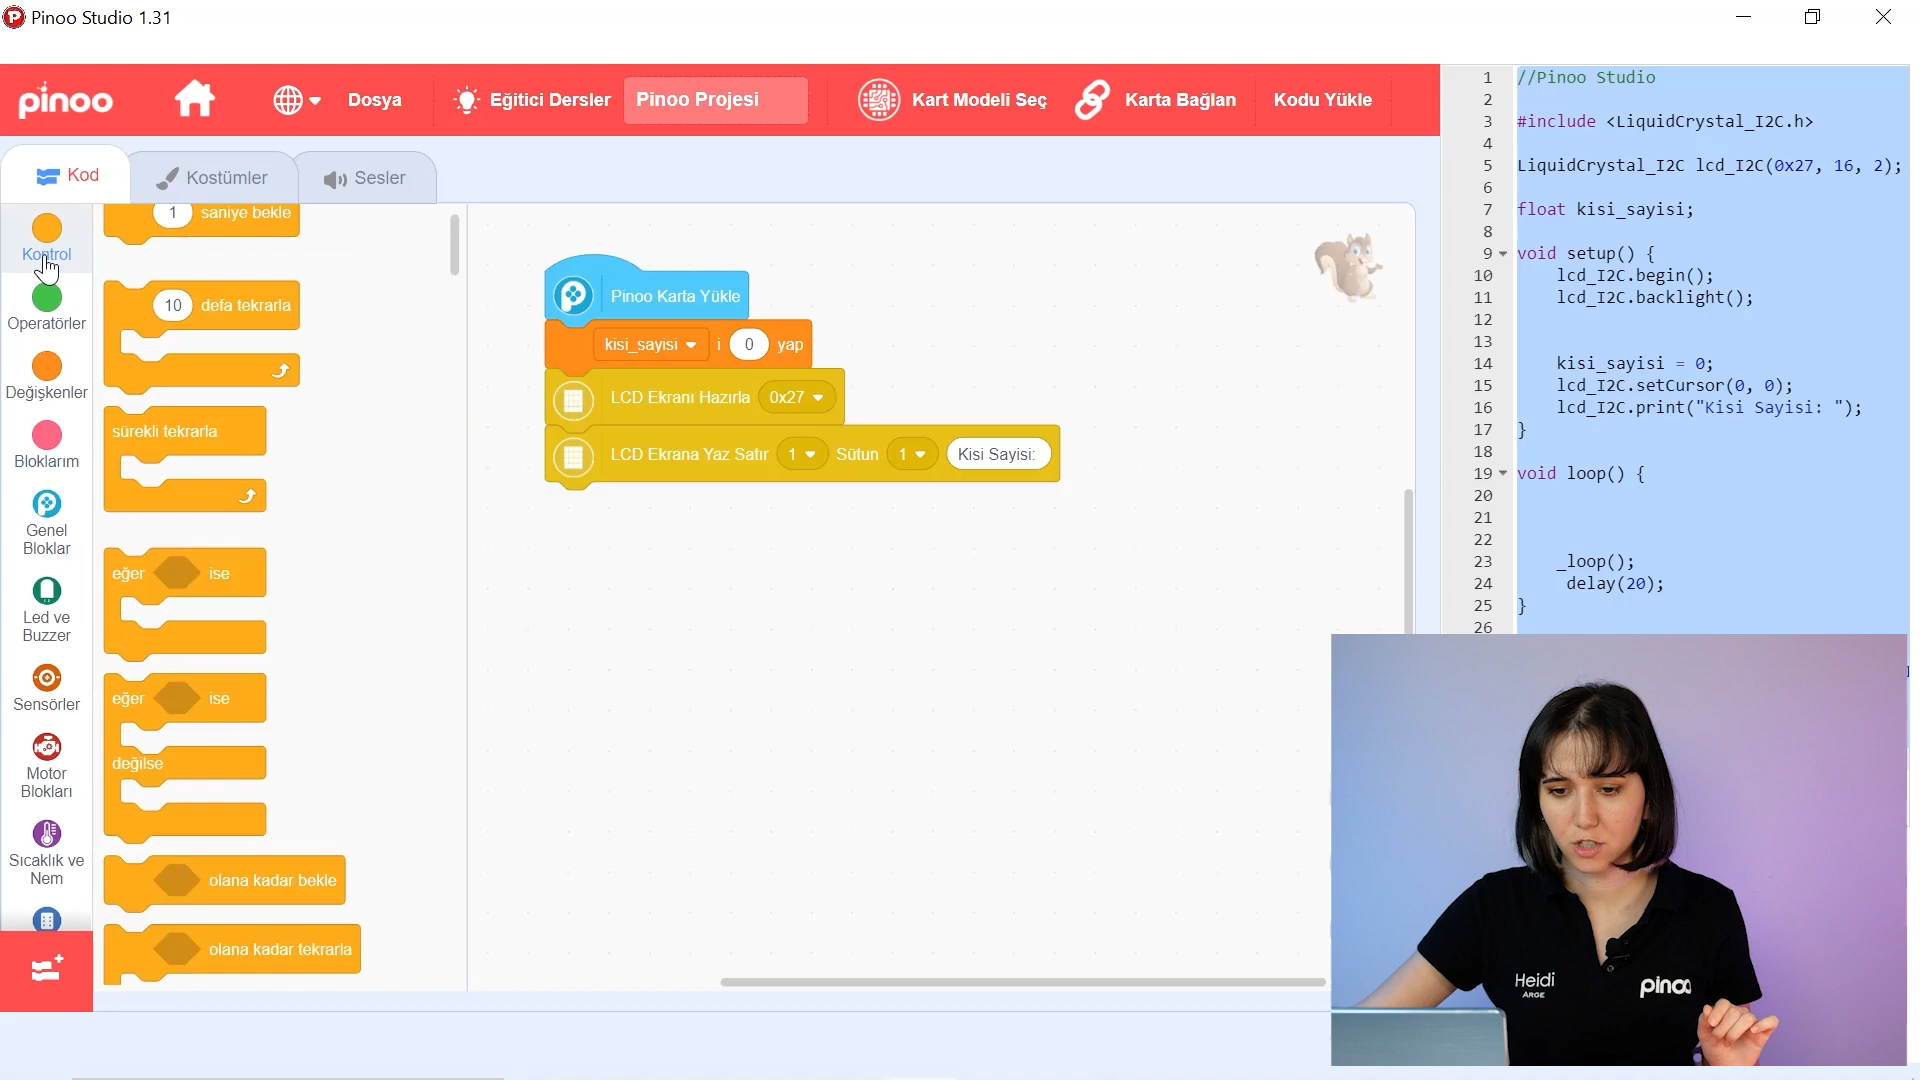 Pinoo Studio 1.31
pinoo
Dosya
Eğitici Dersler
Pinoo Projesi
Kart Modeli Seç
Karta Bağlan
Kodu Yükle
Kod
Kostümler
Sesler
Kontrol
Operatörler
Değişkenler
Bloklarım
Genel
Bloklar
Led ve
Buzzer
Sensörler
Motor
Blokları
Sıcaklık ve
Nem
1 saniye bekle
10 defa tekrarla
sürekli tekrarla
eğer ise
eğer ise
değilse
olana kadar bekle
olana kadar tekrarla
Pinoo Karta Yükle
kisi_sayisi i 0 yap
LCD Ekranı Hazırla 0x27
LCD Ekrana Yaz Satır 1 Sütun 1 Kisi Sayisi:
1 //Pinoo Studio
2
3 #include <LiquidCrystal_I2C.h>
4
5 LiquidCrystal_I2C lcd_I2C(0x27, 16, 2);
6
7 float kisi_sayisi;
8
9 void setup() {
10 lcd_I2C.begin();
11 lcd_I2C.backlight();
12
13
14 kisi_sayisi = 0;
15 lcd_I2C.setCursor(0, 0);
16 lcd_I2C.print("Kisi Sayisi: ");
17 }
18
19 void loop() {
20
21
22
23 _loop();
24 delay(20);
25 }
26
Heidi
ARGE
pinoo